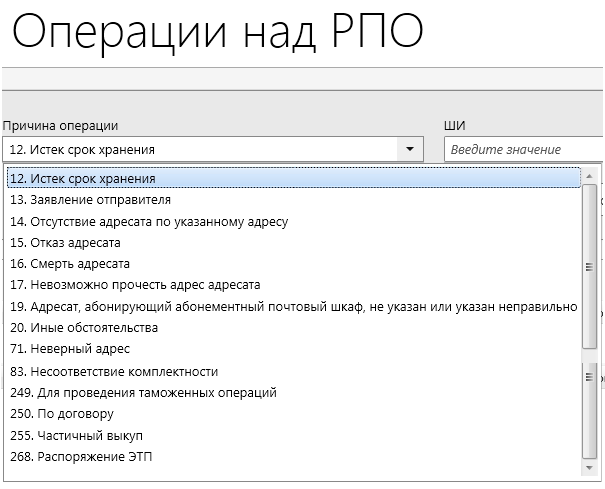 Операции над РПО
Причина операции
ШИ
12. Истек срок хранения
Введите значение
12. Истек срок хранения
13. Заявление отправителя
14. Отсутствие адресата по указанному адресу
15. Отказ адресата
16. Смерть адресата
17. Невозможно прочесть адрес адресата
19. Адресат, абонирующий абонементный почтовый шкаф, не указан или указан неправильно
20. Иные обстоятельства
71. Неверный адрес
83. Несоответствие комплектности
249. Для проведения таможенных операций
250. По договору
255. Частичный выкуп
268. Распоряжение ЭТП